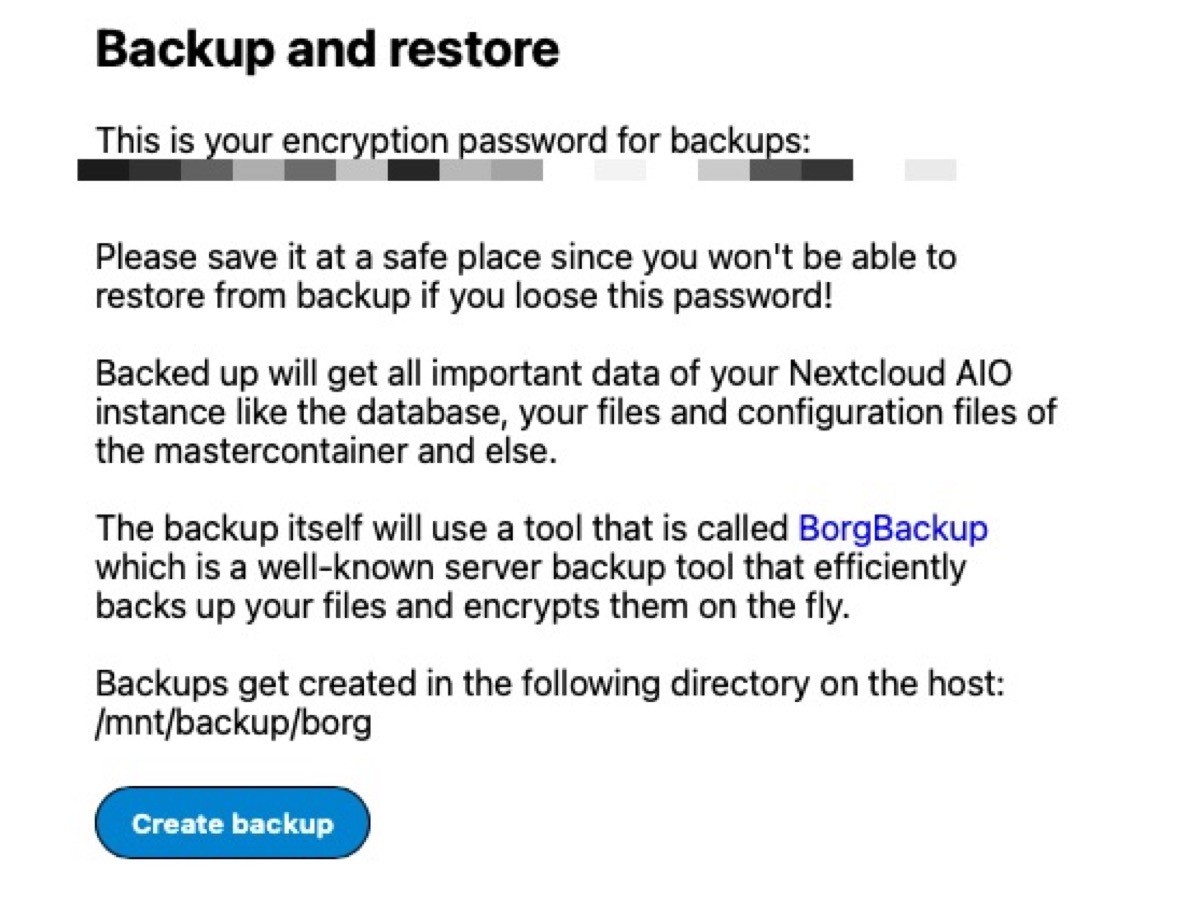 Backup and restore
This is your encryption password for backups:
Please save it at a safe place since you won't be able to
restore from backup if you loose this password!
Backed up will get all important data of your Nextcloud AIO
instance like the database, your files and configuration files of
the mastercontainer and else.
The backup itself will use a tool that is called BorgBackup
which is a well-known server backup tool that efficiently
backs up your files and encrypts them on the fly.
Backups get created in the following directory on the host:
/mnt/backup/borg
Create backup